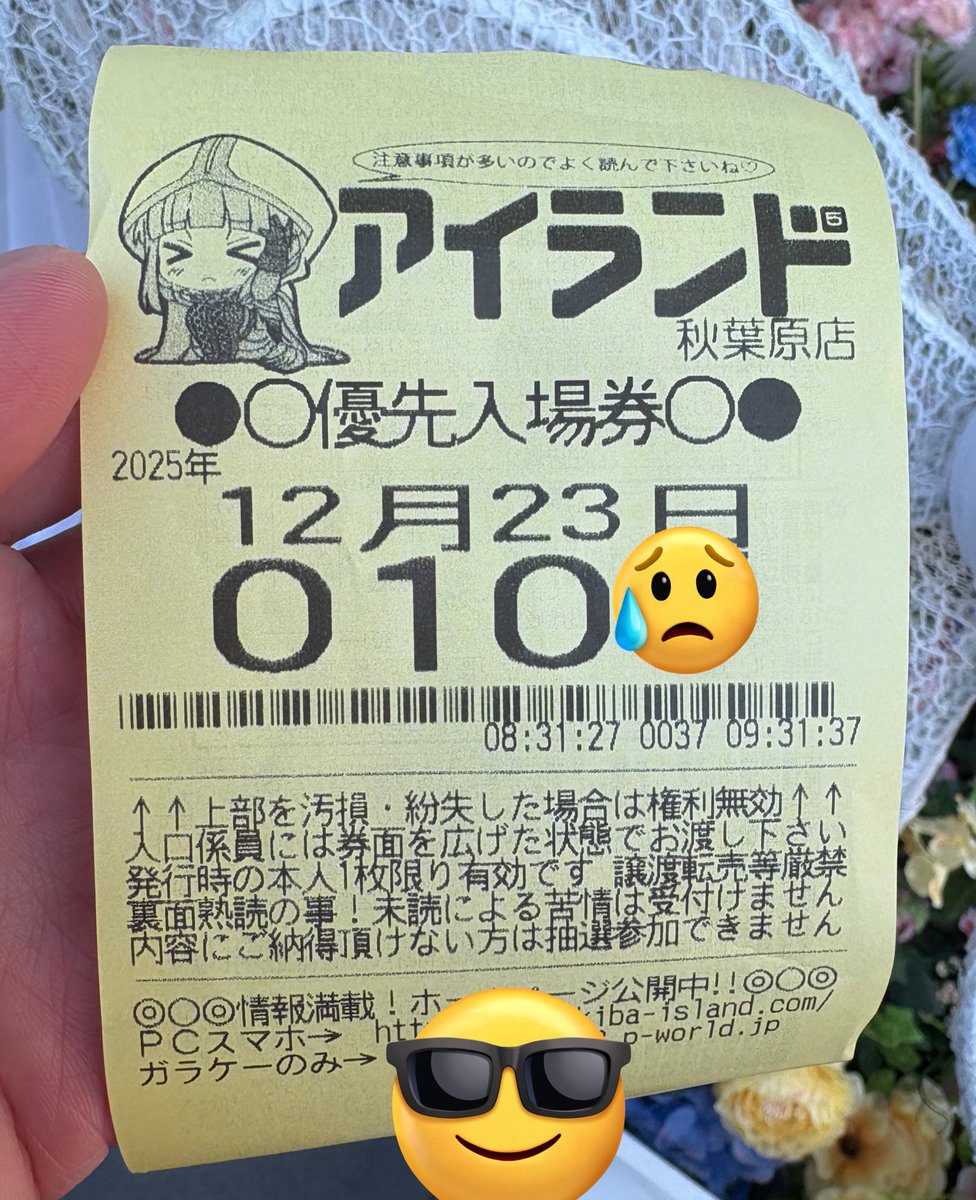 注意事項が多いのでよく読んで下さいね♡
アイランド5
秋葉原店
●○優先入場券○●
2025年
12月23日
010
08:31:27 0037 09:31:37
↑↑上部を汚損・紛失した場合は権利無効↑↑
入口係員には券面を広げた状態でお渡し下さい
発行時の本人1枚限り有効です 譲渡転売等厳禁
裏面熟読の事！未読による苦情は受付けません
内容にご納得頂けない方は抽選参加できません
◎○◎情報満載！ホームページ公開中!!◎○◎
PCスマホ→ htt iba-island.com/
ガラケーのみ→ p-world.jp